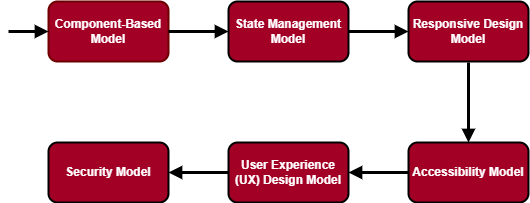 Component-Based
Model
State Management
Model
Responsive Design
Model
Accessibility Model
User Experience
(UX) Design Model
Security Model